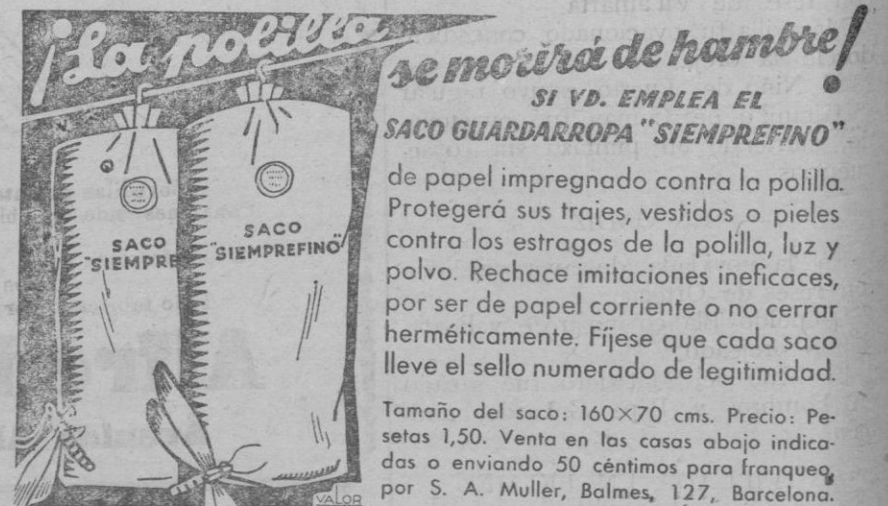 ¡La polilla
se morirá de hambre!
SI VD. EMPLEA EL
SACO GUARDARROPA "SIEMPREFINO"
de papel impregnado contra la polilla.
Protegerá sus trajes, vestidos o pieles
contra los estragos de la polilla, luz y
polvo. Rechace imitaciones ineficaces,
por ser de papel corriente o no cerrar
herméticamente. Fíjese que cada saco
lleve el sello numerado de legitimidad.
Tamaño del saco: 160×70 cms. Precio: Pe-
setas 1,50. Venta en las casas abajo indica-
das o enviando 50 céntimos para franqueo,
por S. A. Muller, Balmes, 127, Barcelona.
SACO
"SIEMPRE
SACO
"SIEMPREFINO"
VALOR